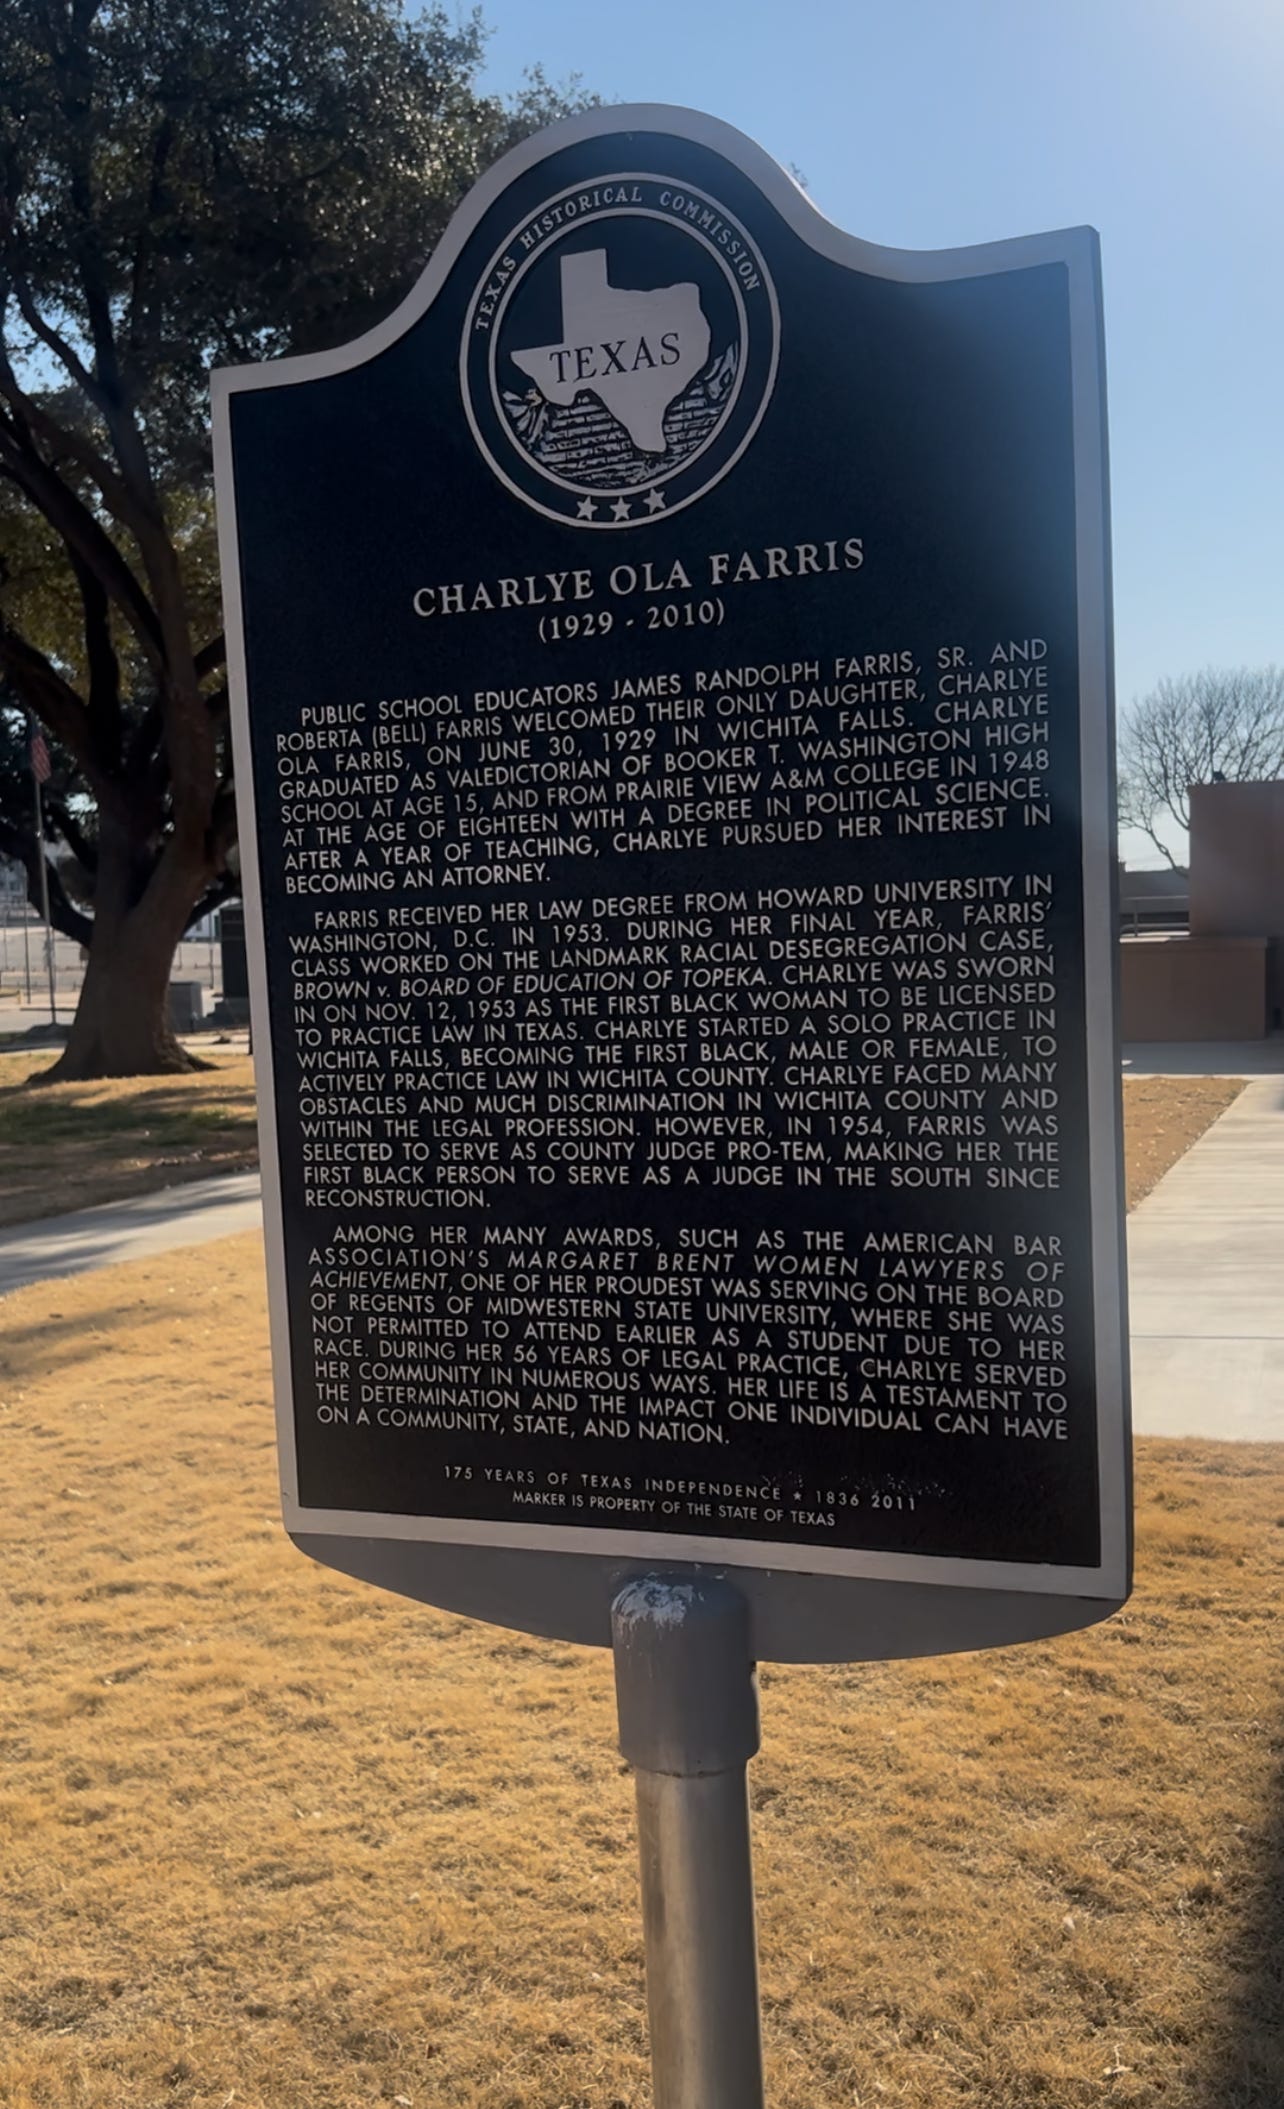 TEXAS HISTORICAL COMMISSION
TEXAS
CHARLYE OLA FARRIS
(1929 - 2010)
PUBLIC SCHOOL EDUCATORS JAMES RANDOLPH FARRIS, SR. AND
ROBERTA (BELL) FARRIS WELCOMED THEIR ONLY DAUGHTER, CHARLYE
OLA FARRIS, ON JUNE 30, 1929 IN WICHITA FALLS. CHARLYE
GRADUATED AS VALEDICTORIAN OF BOOKER T. WASHINGTON HIGH
SCHOOL AT AGE 15, AND FROM PRAIRIE VIEW A&M COLLEGE IN 1948
AT THE AGE OF EIGHTEEN WITH A DEGREE IN POLITICAL SCIENCE.
AFTER A YEAR OF TEACHING, CHARLYE PURSUED HER INTEREST IN
BECOMING AN ATTORNEY.
FARRIS RECEIVED HER LAW DEGREE FROM HOWARD UNIVERSITY IN
WASHINGTON, D.C. IN 1953. DURING HER FINAL YEAR, FARRIS'
CLASS WORKED ON THE LANDMARK RACIAL DESEGREGATION CASE,
BROWN v. BOARD OF EDUCATION OF TOPEKA. CHARLYE WAS SWORN
IN ON NOV. 12, 1953 AS THE FIRST BLACK WOMAN TO BE LICENSED
TO PRACTICE LAW IN TEXAS. CHARLYE STARTED A SOLO PRACTICE IN
WICHITA FALLS, BECOMING THE FIRST BLACK, MALE OR FEMALE, TO
ACTIVELY PRACTICE LAW IN WICHITA COUNTY. CHARLYE FACED MANY
OBSTACLES AND MUCH DISCRIMINATION IN WICHITA COUNTY AND
WITHIN THE LEGAL PROFESSION. HOWEVER, IN 1954, FARRIS WAS
SELECTED TO SERVE AS COUNTY JUDGE PRO-TEM, MAKING HER THE
FIRST BLACK PERSON TO SERVE AS A JUDGE IN THE SOUTH SINCE
RECONSTRUCTION.
AMONG HER MANY AWARDS, SUCH AS THE AMERICAN BAR
ASSOCIATION'S MARGARET BRENT WOMEN LAWYERS OF
ACHIEVEMENT, ONE OF HER PROUDEST WAS SERVING ON THE BOARD
OF REGENTS OF MIDWESTERN STATE UNIVERSITY, WHERE SHE WAS
NOT PERMITTED TO ATTEND EARLIER AS A STUDENT DUE TO HER
RACE. DURING HER 56 YEARS OF LEGAL PRACTICE, CHARLYE SERVED
HER COMMUNITY IN NUMEROUS WAYS. HER LIFE IS A TESTAMENT TO
THE DETERMINATION AND THE IMPACT ONE INDIVIDUAL CAN HAVE
ON A COMMUNITY, STATE, AND NATION.
175 YEARS OF TEXAS INDEPENDENCE ★ 1836 2011
MARKER IS PROPERTY OF THE STATE OF TEXAS